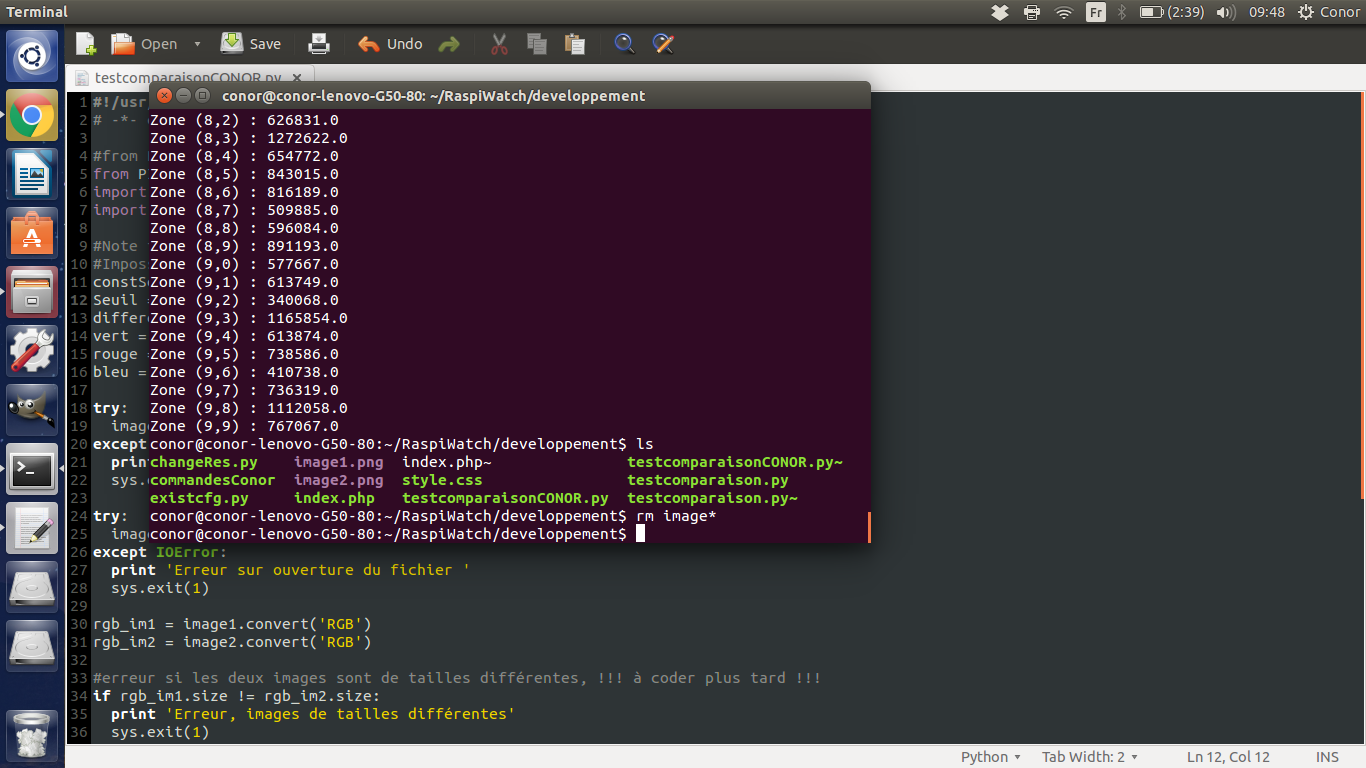 Terminal
Fr
(2:39)
09:48
Conor
Open
Save
Undo
testcomparaisonCONOR.py
conor@conor-lenovo-G50-80: ~/RaspiWatch/developpement
Zone (8,2) : 626831.0
Zone (8,3) : 1272622.0
Zone (8,4) : 654772.0
Zone (8,5) : 843015.0
Zone (8,6) : 816189.0
Zone (8,7) : 509885.0
Zone (8,8) : 596084.0
Zone (8,9) : 891193.0
Zone (9,0) : 577667.0
Zone (9,1) : 613749.0
Zone (9,2) : 340068.0
Zone (9,3) : 1165854.0
Zone (9,4) : 613874.0
Zone (9,5) : 738586.0
Zone (9,6) : 410738.0
Zone (9,7) : 736319.0
Zone (9,8) : 1112058.0
Zone (9,9) : 767067.0
conor@conor-lenovo-G50-80:~/RaspiWatch/developpement$ ls
changeRes.py image1.png index.php~ testcomparaisonCONOR.py~
commandesConor image2.png style.css testcomparaison.py
existcfg.py index.php testcomparaisonCONOR.py testcomparaison.py~
conor@conor-lenovo-G50-80:~/RaspiWatch/developpement$ rm image*
conor@conor-lenovo-G50-80:~/RaspiWatch/developpement$
1 #!/usr
2 # -*-
3
4 #from
5 from P
6 import
7 import
8
9 #Note
10 #Impos
11 constS
12 Seuil
13 differ
14 vert =
15 rouge
16 bleu =
17
18 try:
19 imag
20 except
21 prin
22 sys.
23
24 try:
25 imag
26 except IOError:
27 print 'Erreur sur ouverture du fichier '
28 sys.exit(1)
29
30 rgb_im1 = image1.convert('RGB')
31 rgb_im2 = image2.convert('RGB')
32
33 #erreur si les deux images sont de tailles différentes, !!! à coder plus tard !!!
34 if rgb_im1.size != rgb_im2.size:
35 print 'Erreur, images de tailles différentes'
36 sys.exit(1)
Python
Tab Width: 2
Ln 12, Col 12
INS